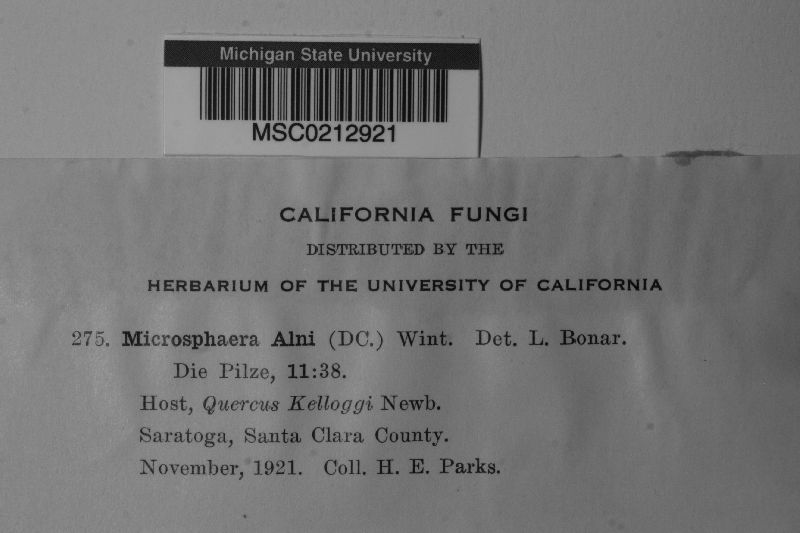 Michigan State University
MSC0212921
CALIFORNIA FUNGI
DISTRIBUTED BY THE
HERBARIUM OF THE UNIVERSITY OF CALIFORNIA
275. Microsphaera Alni (DC.) Wint. Det. L. Bonar.
Die Pilze, 11:38.
Host, Quercus Kelloggi Newb.
Saratoga, Santa Clara County.
November, 1921. Coll. H. E. Parks.